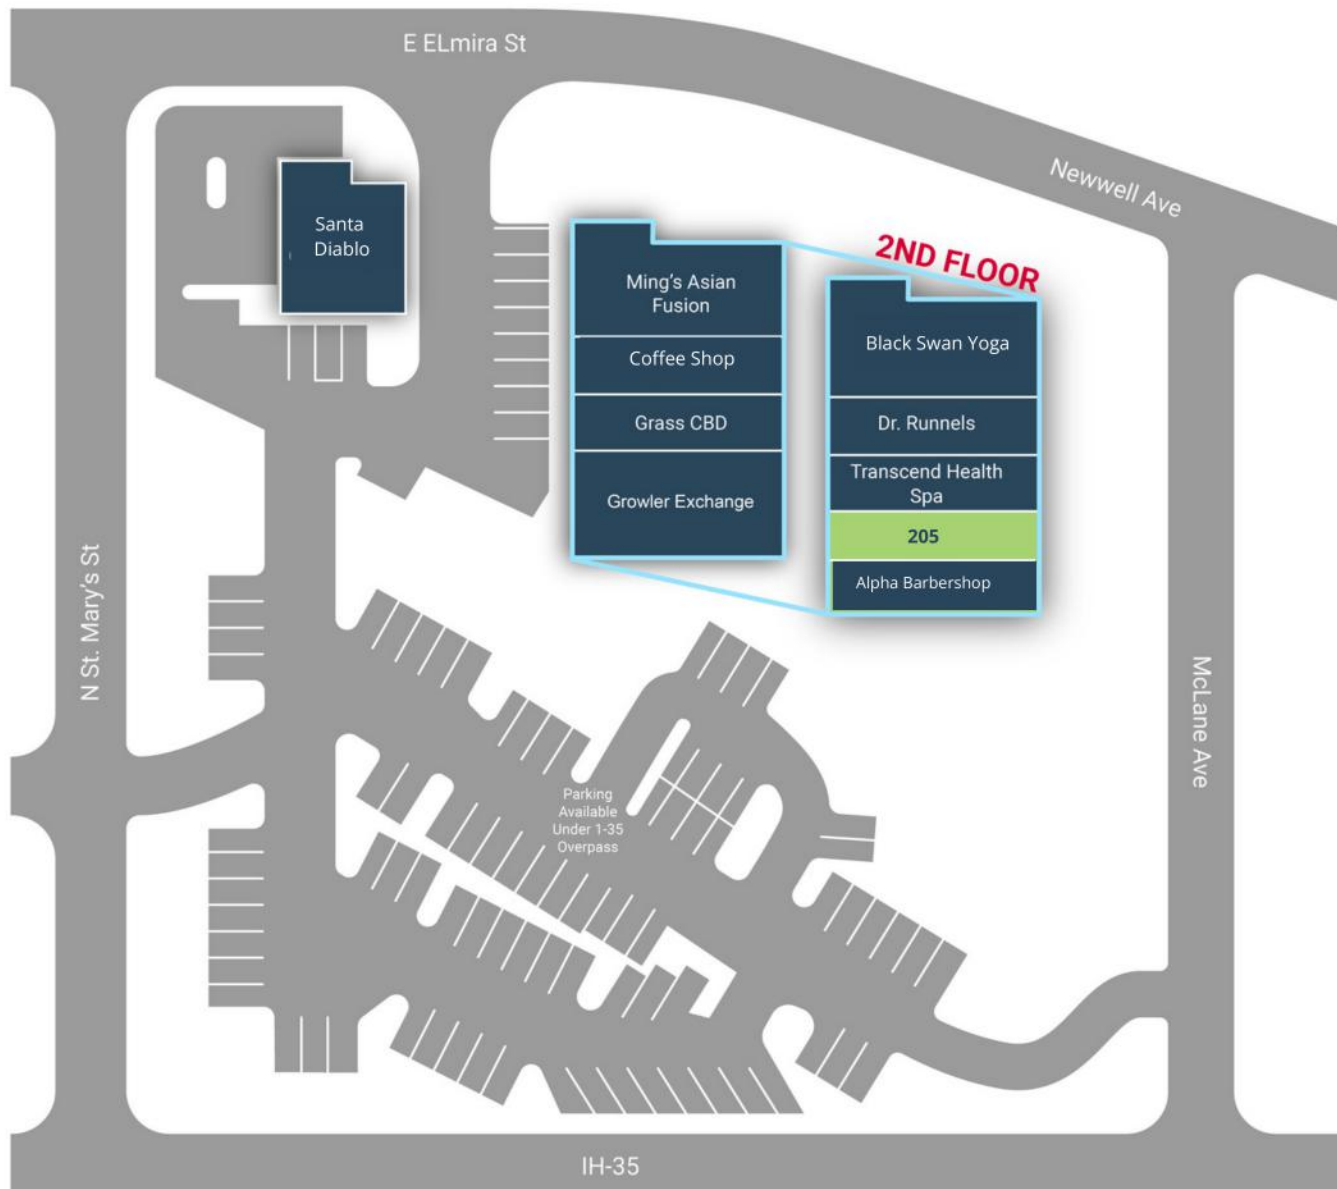 E ELmira St
Newwell Ave
Santa
Diablo
2ND FLOOR
Ming's Asian
Fusion
Coffee Shop
Grass CBD
Growler Exchange
Black Swan Yoga
Dr. Runnels
Transcend Health
Spa
205
Alpha Barbershop
N St. Mary's St
McLane Ave
Parking
Available
Under 1-35
Overpass
IH-35